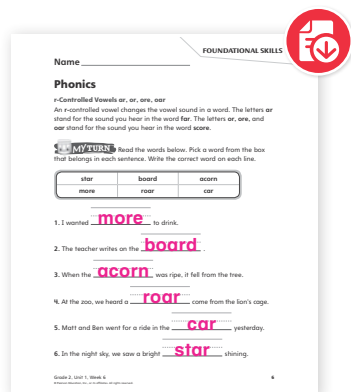 FOUNDATIONAL SKILLS
Name
Phonics
r-Controlled Vowels ar, or, ore, oar
An r-controlled vowel changes the vowel sound in a word. The letters ar
stand for the sound you hear in the word far. The letters or, ore, and
oar stand for the sound you hear in the word score.
MY TURN Read the words below. Pick a word from the box
that belongs in each sentence. Write the correct word on each line.
star board acorn
more roar car
1. I wanted more to drink.
2. The teacher writes on the board .
3. When the acorn was ripe, it fell from the tree.
4. At the zoo, we heard a roar come from the lion's cage.
5. Matt and Ben went for a ride in the car yesterday.
6. In the night sky, we saw a bright star shining.
Grade 2, Unit 1, Week 6 6